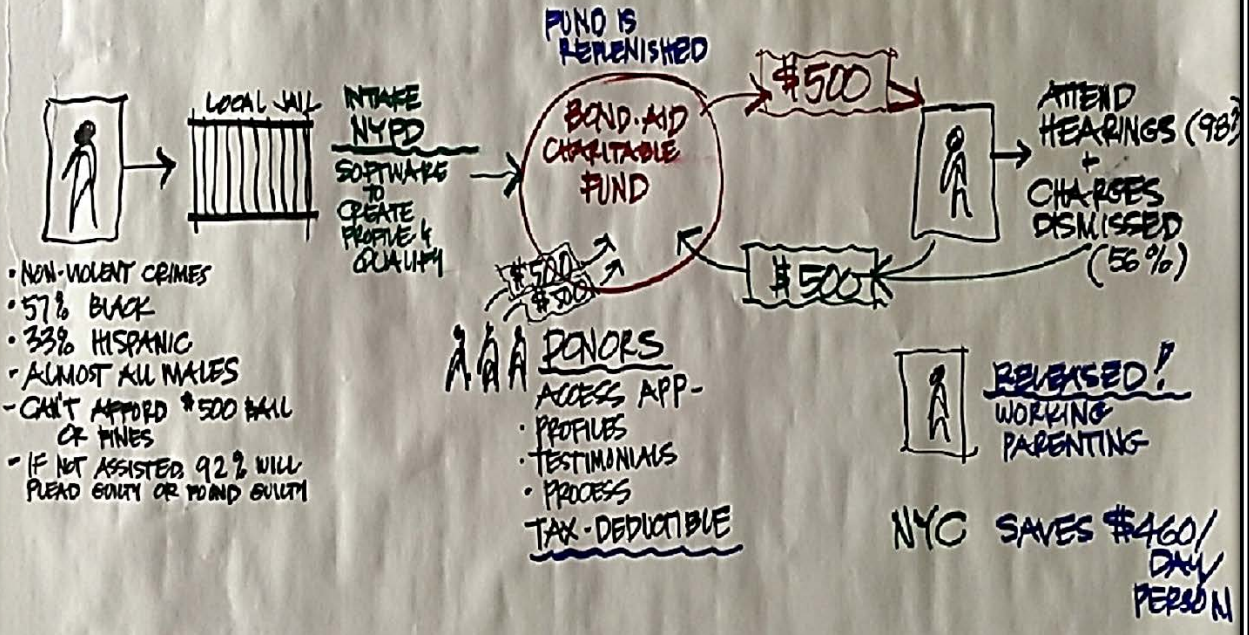 FUND IS
REPLENISHED
LOCAL JAIL
INTAKE
NYPD
SOFTWARE
TO
CREATE
PROFILE &
QUALIFY
BOND-AID
CHARITABLE
FUND
$500
ATTEND
HEARINGS (98%
+
CHARGES
DISMISSED
(56%)
$500
$500
$500
• NON-VIOLENT CRIMES
• 57% BLACK
• 33% HISPANIC
• ALMOST ALL MALES
- CAN'T AFFORD $500 BAIL
OR FINES
- IF NOT ASSISTED, 92% WILL
PLEAD GUILTY OR FOUND GUILTY
DONORS
ACCESS APP-
• PROFILES
• TESTIMONIALS
• PROCESS
TAX-DEDUCTIBLE
RELEASED!
WORKING
PARENTING
NYC SAVES $460/
DAY/
PERSON